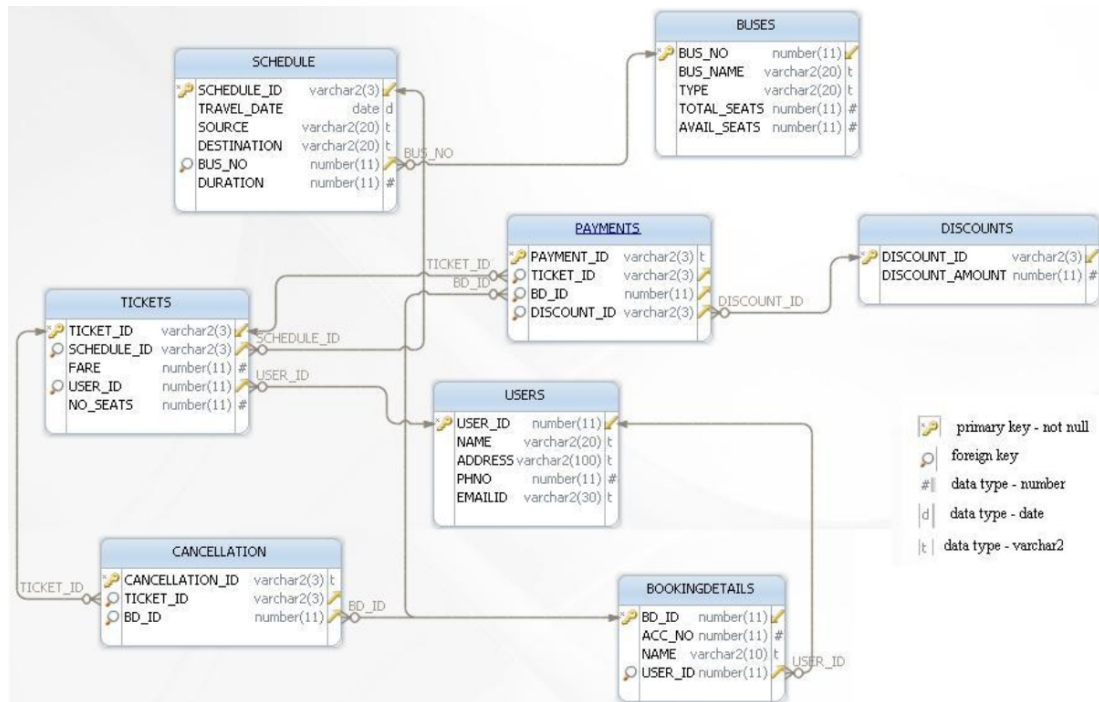 BUSES
BUS_NO number(11)
BUS_NAME varchar2(20) t
TYPE varchar2(20) t
TOTAL_SEATS number(11) #
AVAIL_SEATS number(11) #
SCHEDULE
SCHEDULE_ID varchar2(3)
TRAVEL_DATE date d
SOURCE varchar2(20) t
DESTINATION varchar2(20) t
BUS_NO number(11)
DURATION number(11) #
BUS_NO
PAYMENTS
PAYMENT_ID varchar2(3) t
TICKET_ID varchar2(3)
BD_ID number(11)
DISCOUNT_ID varchar2(3)
TICKET_ID
BD_ID
DISCOUNT_ID
DISCOUNTS
DISCOUNT_ID varchar2(3)
DISCOUNT_AMOUNT number(11) #
TICKETS
TICKET_ID varchar2(3)
SCHEDULE_ID varchar2(3)
FARE number(11) #
USER_ID number(11)
NO_SEATS number(11) #
SCHEDULE_ID
USER_ID
USERS
USER_ID number(11)
NAME varchar2(20) t
ADDRESS varchar2(100) t
PHNO number(11) #
EMAILID varchar2(30) t
primary key - not null
foreign key
# data type - number
d data type - date
t data type - varchar2
CANCELLATION
CANCELLATION_ID varchar2(3) t
TICKET_ID varchar2(3)
BD_ID number(11)
TICKET_ID
BD_ID
BOOKINGDETAILS
BD_ID number(11)
ACC_NO number(11) #
NAME varchar2(10) t
USER_ID number(11)
USER_ID